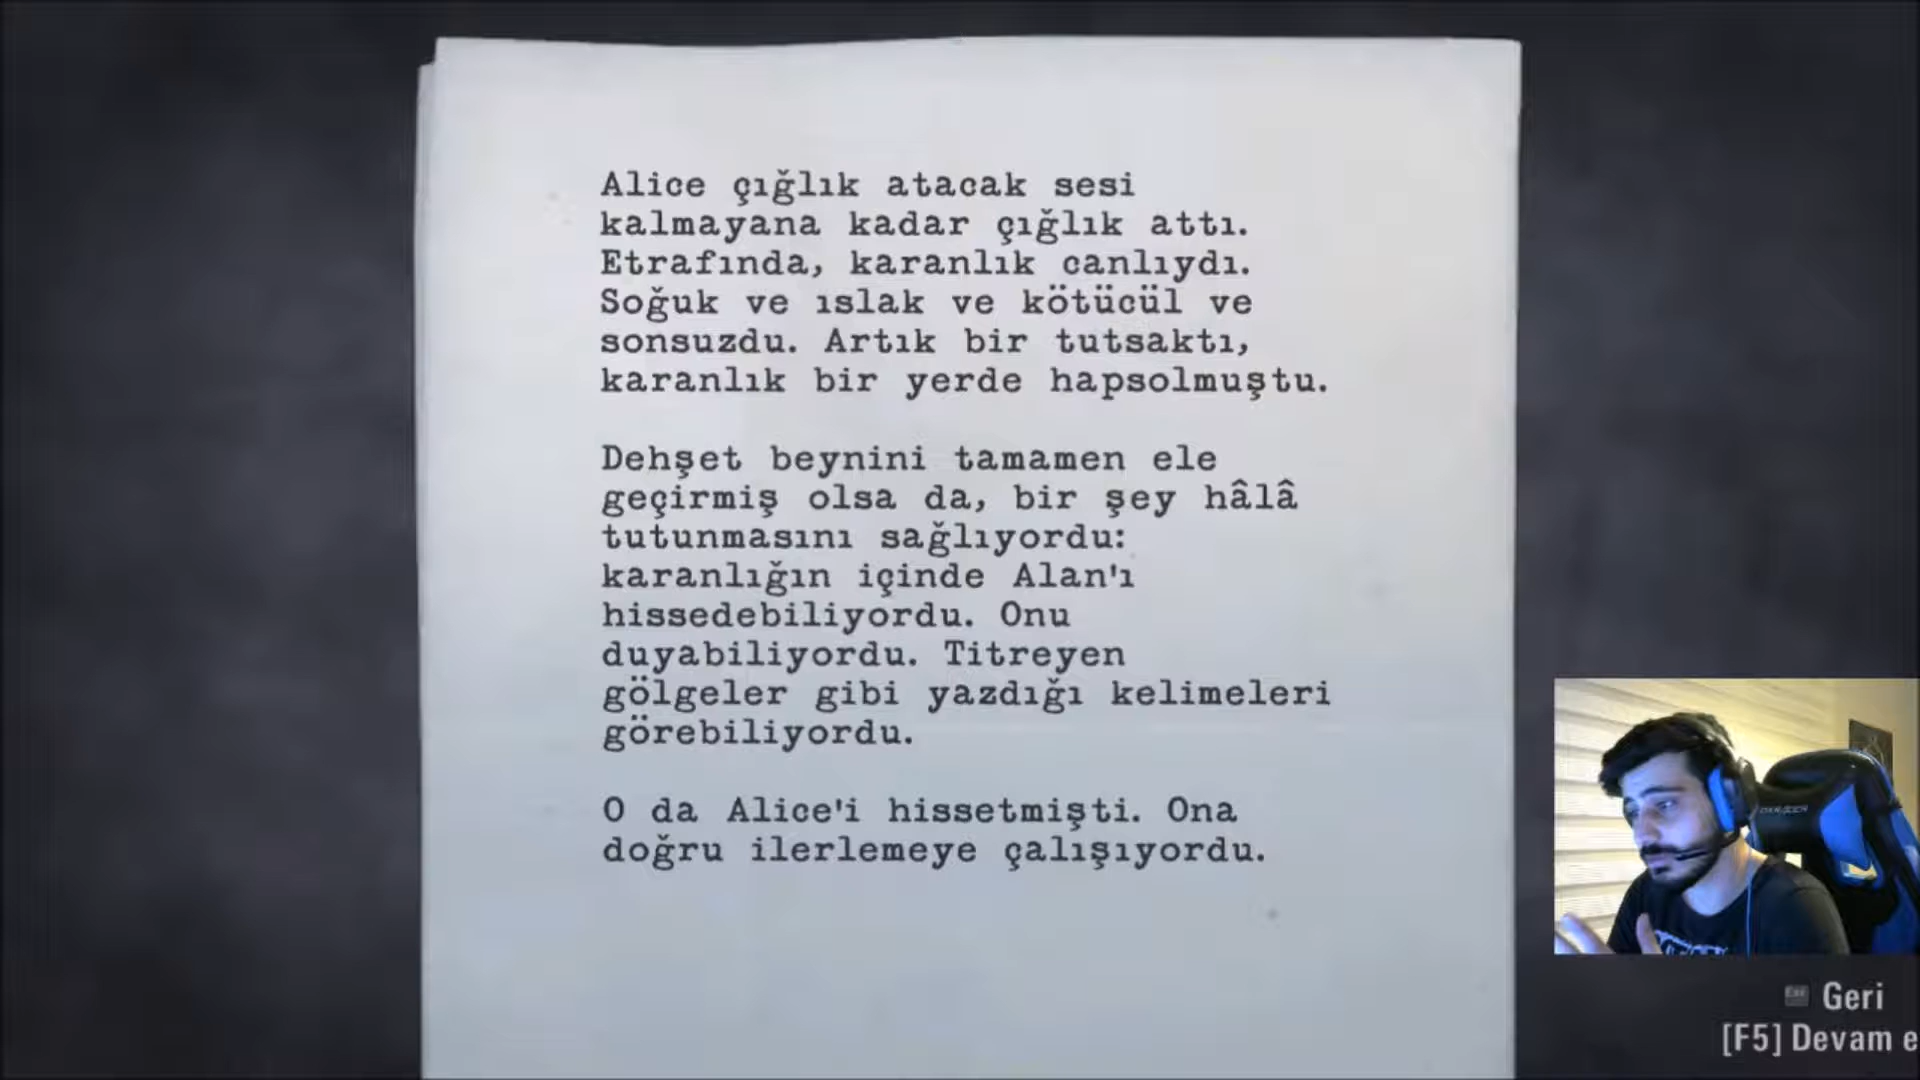 Alice çığlık atacak sesi
kalmayana kadar çığlık attı.
Etrafında, karanlık canlıydı.
Soğuk ve ıslak ve kötücül ve
sonsuzdu. Artık bir tutsaktı,
karanlık bir yerde hapsolmuştu.
Dehşet beynini tamamen ele
geçirmiş olsa da, bir şey hâlâ
tutunmasını sağlıyordu:
karanlığın içinde Alan'ı
hissedebiliyordu. Onu
duyabiliyordu. Titreyen
gölgeler gibi yazdığı kelimeleri
görebiliyordu.
O da Alice'i hissetmişti. Ona
doğru ilerlemeye çalışıyordu.
Esc Geri
[F5] Devam e